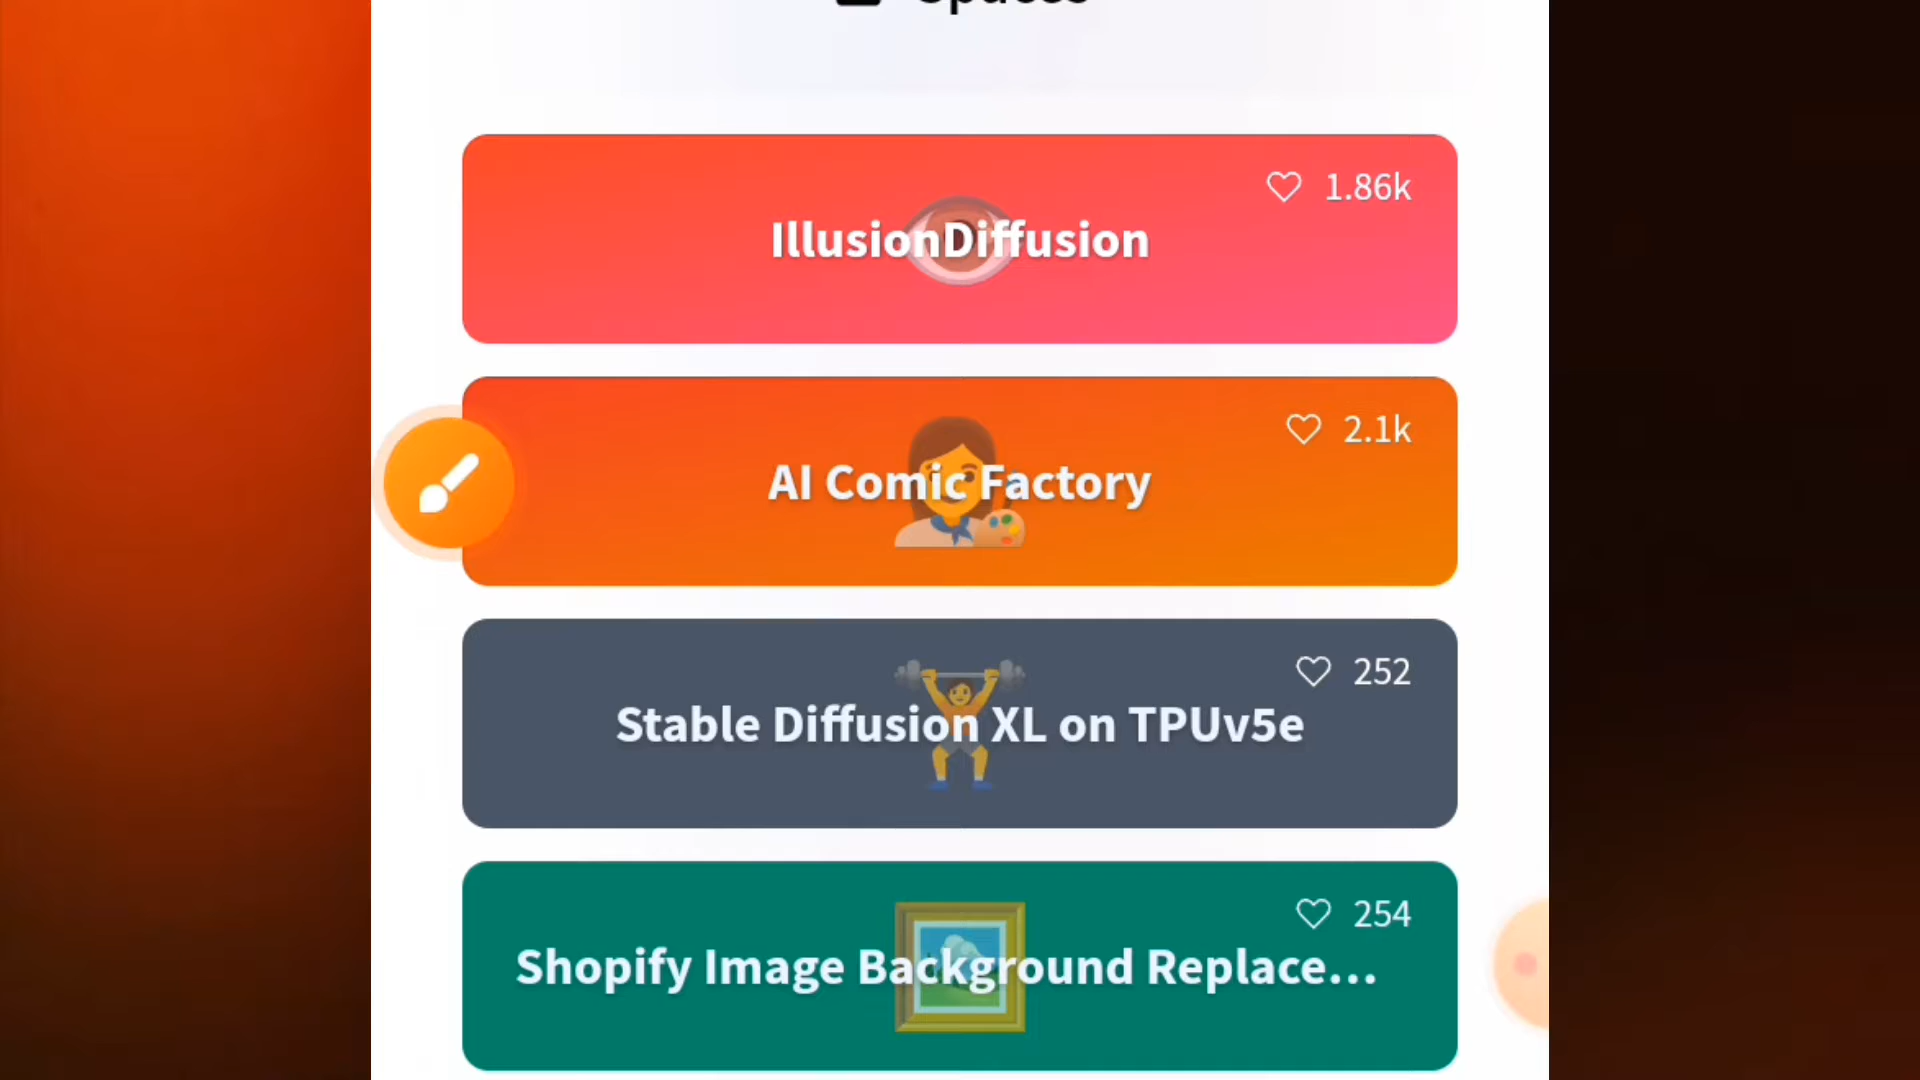 Spaces
1.86k
IllusionDiffusion
2.1k
AI Comic Factory
252
Stable Diffusion XL on TPUv5e
254
Shopify Image Background Replace...